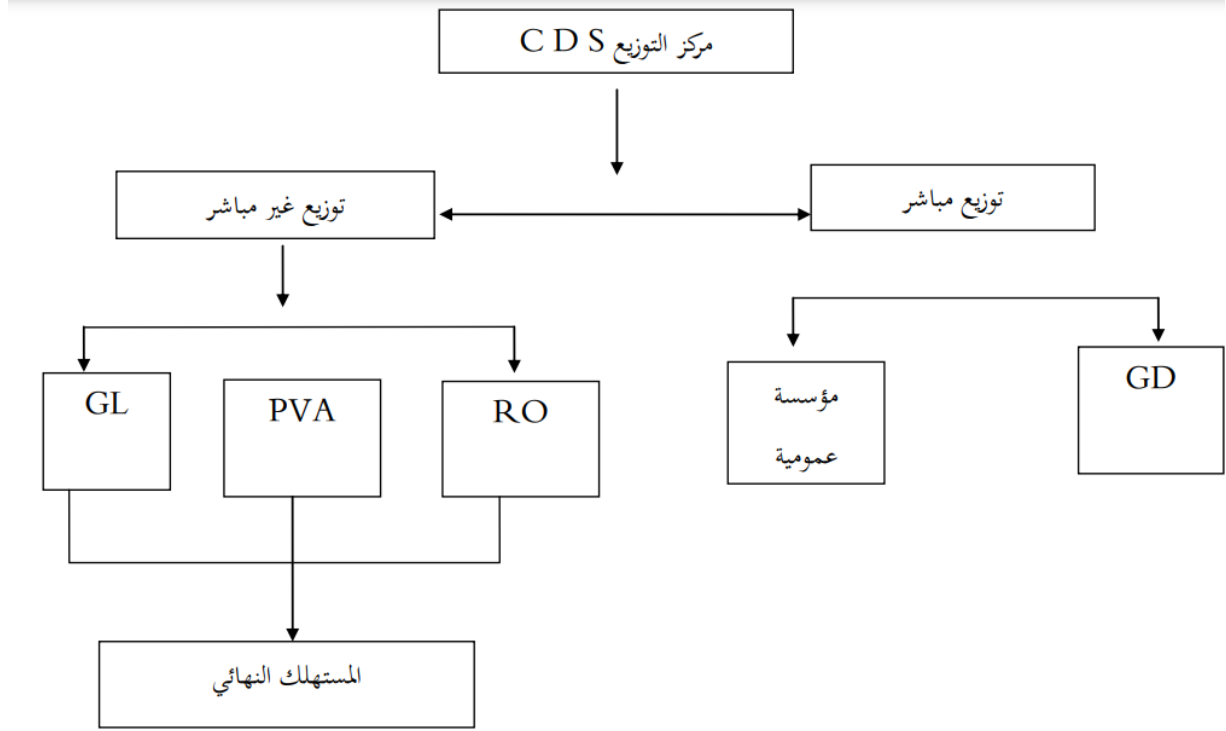 مركز التوزيع C D S
توزيع مباشر
توزيع غير مباشر
GD
مؤسسة
عمومية
RO
PVA
GL
المستهلك النهائي